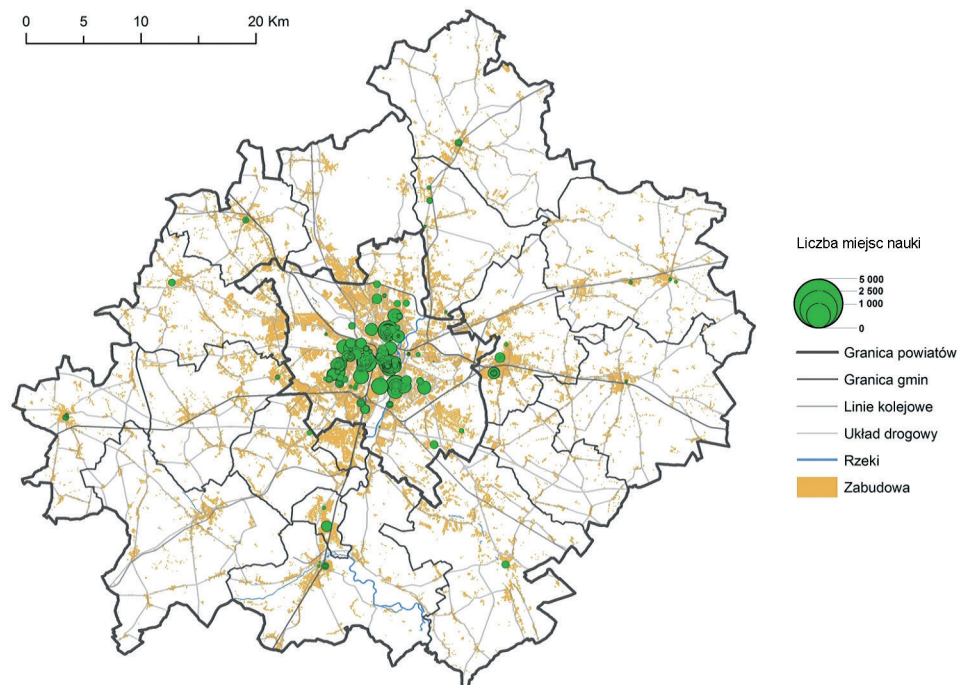 0 5 10 20 Km
Liczba miejsc nauki
5 000
2 500
1 000
0
Granica powiatów
Granica gmin
Linie kolejowe
Układ drogowy
Rzeki
Zabudowa